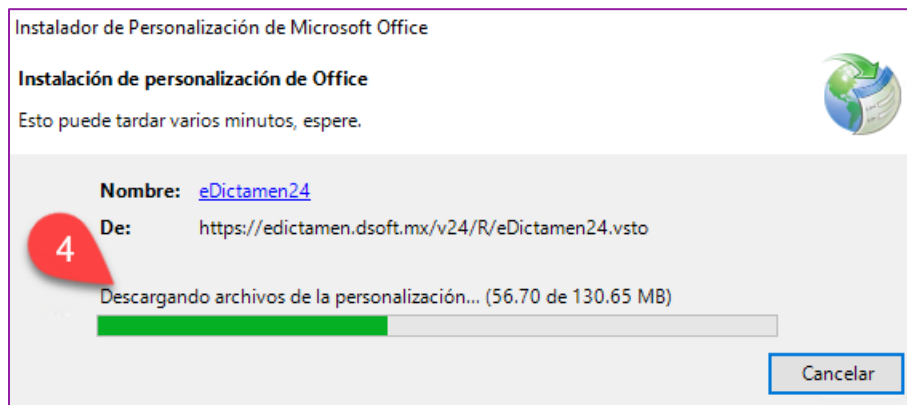 Instalador de Personalización de Microsoft Office
Instalación de personalización de Office
Esto puede tardar varios minutos, espere.
Nombre: eDictamen24
De: https://edictamen.dsoft.mx/v24/R/eDictamen24.vsto
4
Descargando archivos de la personalización... (56.70 de 130.65 MB)
Cancelar